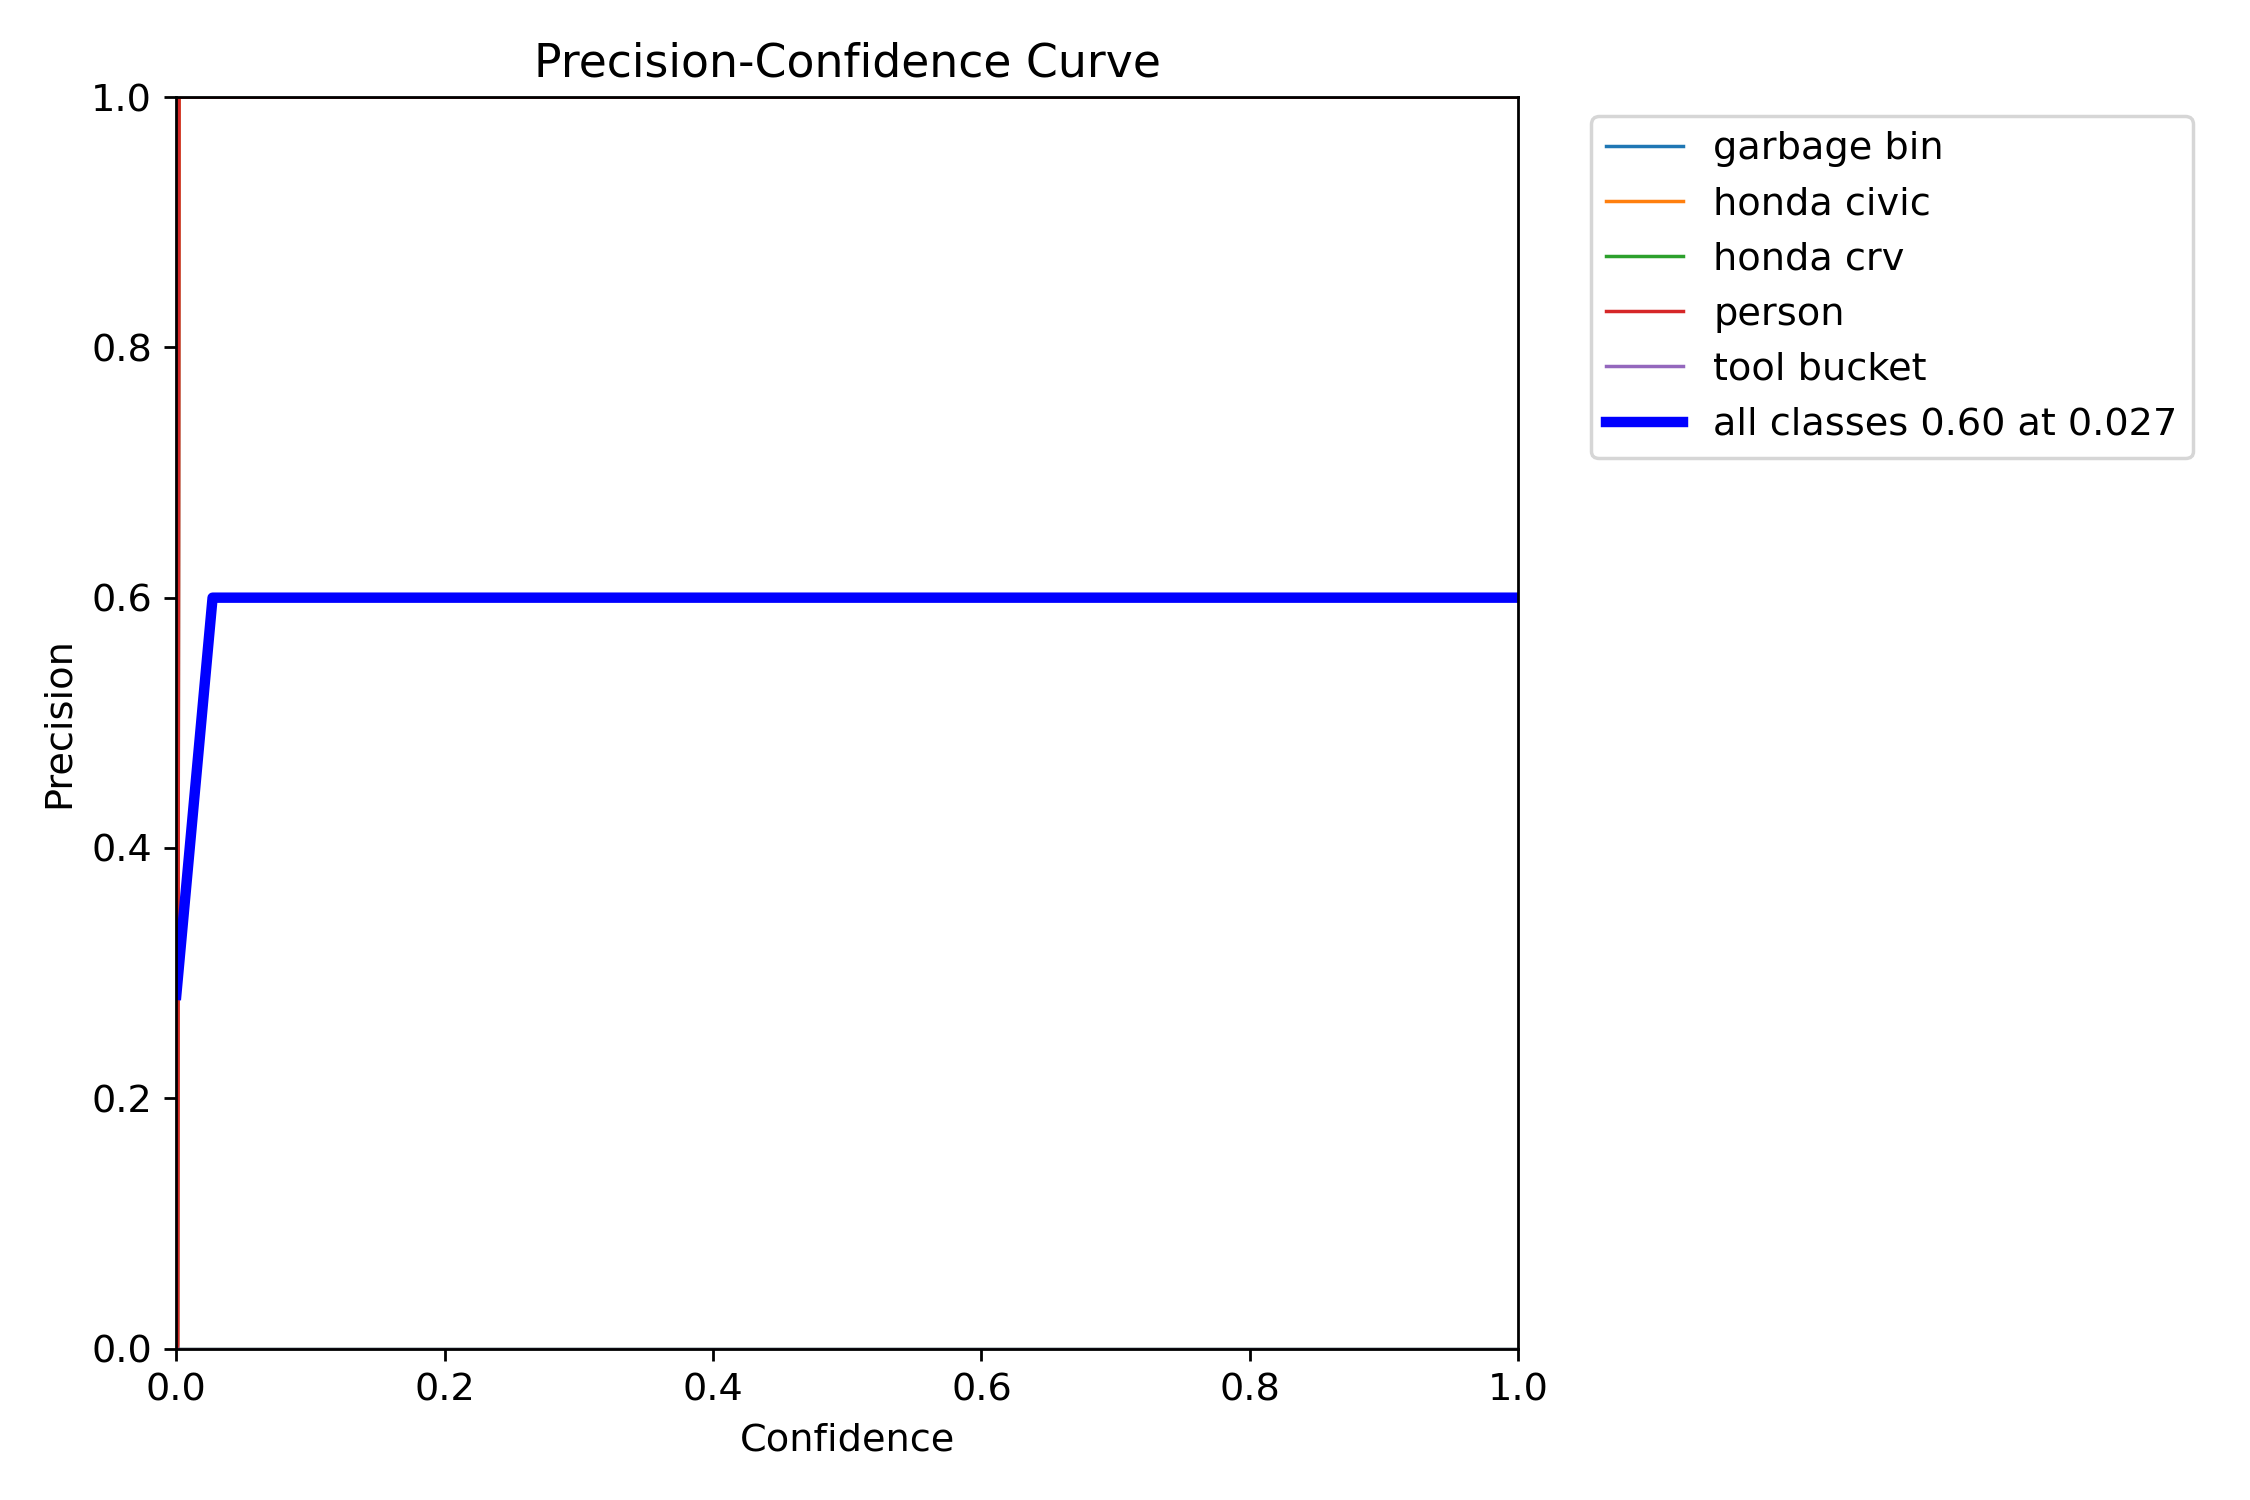 Precision-Confidence Curve
1.0
0.8
0.6
0.4
0.2
0.0
Precision
0.0 0.2 0.4 0.6 0.8 1.0
Confidence
garbage bin
honda civic
honda crv
person
tool bucket
all classes 0.60 at 0.027